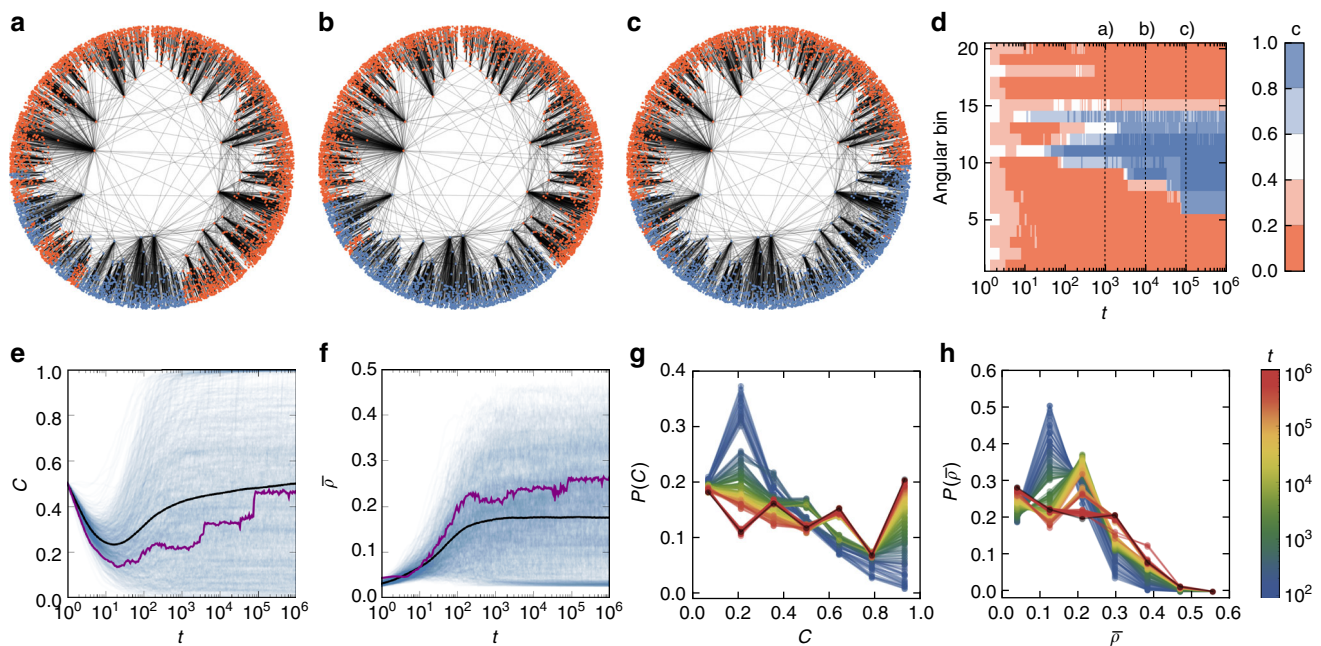 a
b
c
d
a) b) c)
c
20
15
10
5
Angular bin
10⁰ 10¹ 10² 10³ 10⁴ 10⁵ 10⁶
t
1.0
0.8
0.6
0.4
0.2
0.0
e
1.0
0.8
0.6
0.4
0.2
0.0
C
10⁰ 10¹ 10² 10³ 10⁴ 10⁵ 10⁶
t
f
0.5
0.4
0.3
0.2
0.1
0.0
ρ̅
10⁰ 10¹ 10² 10³ 10⁴ 10⁵ 10⁶
t
g
0.4
0.3
0.2
0.1
0.0
P(C)
0.0 0.2 0.4 0.6 0.8 1.0
C
h
0.6
0.5
0.4
0.3
0.2
0.1
0.0
P(ρ̅)
0.0 0.1 0.2 0.3 0.4 0.5 0.6
ρ̅
t
10⁶
10⁵
10⁴
10³
10²